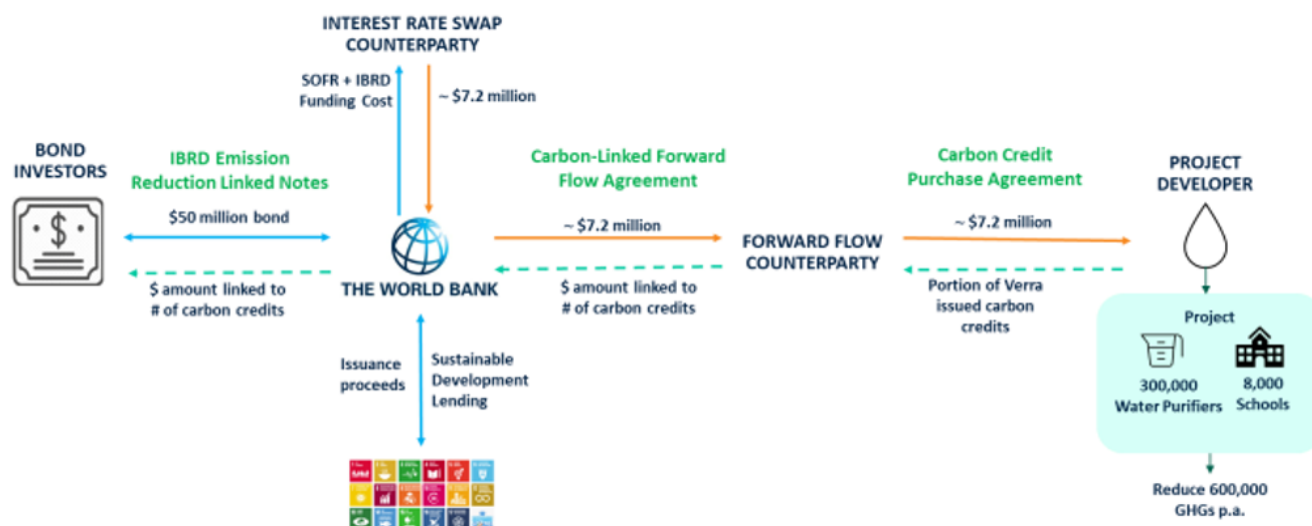 INTEREST RATE SWAP
COUNTERPARTY
SOFR + IBRD
Funding Cost
~ $7.2 million
BOND
INVESTORS
IBRD Emission
Reduction Linked Notes
$50 million bond
$ amount linked to
# of carbon credits
THE WORLD BANK
Carbon-Linked Forward
Flow Agreement
~ $7.2 million
$ amount linked to
# of carbon credits
FORWARD FLOW
COUNTERPARTY
Carbon Credit
Purchase Agreement
~ $7.2 million
Portion of Verra
issued carbon
credits
PROJECT
DEVELOPER
Project
300,000
Water Purifiers
8,000
Schools
Reduce 600,000
GHGs p.a.
Issuance
proceeds
Sustainable
Development
Lending